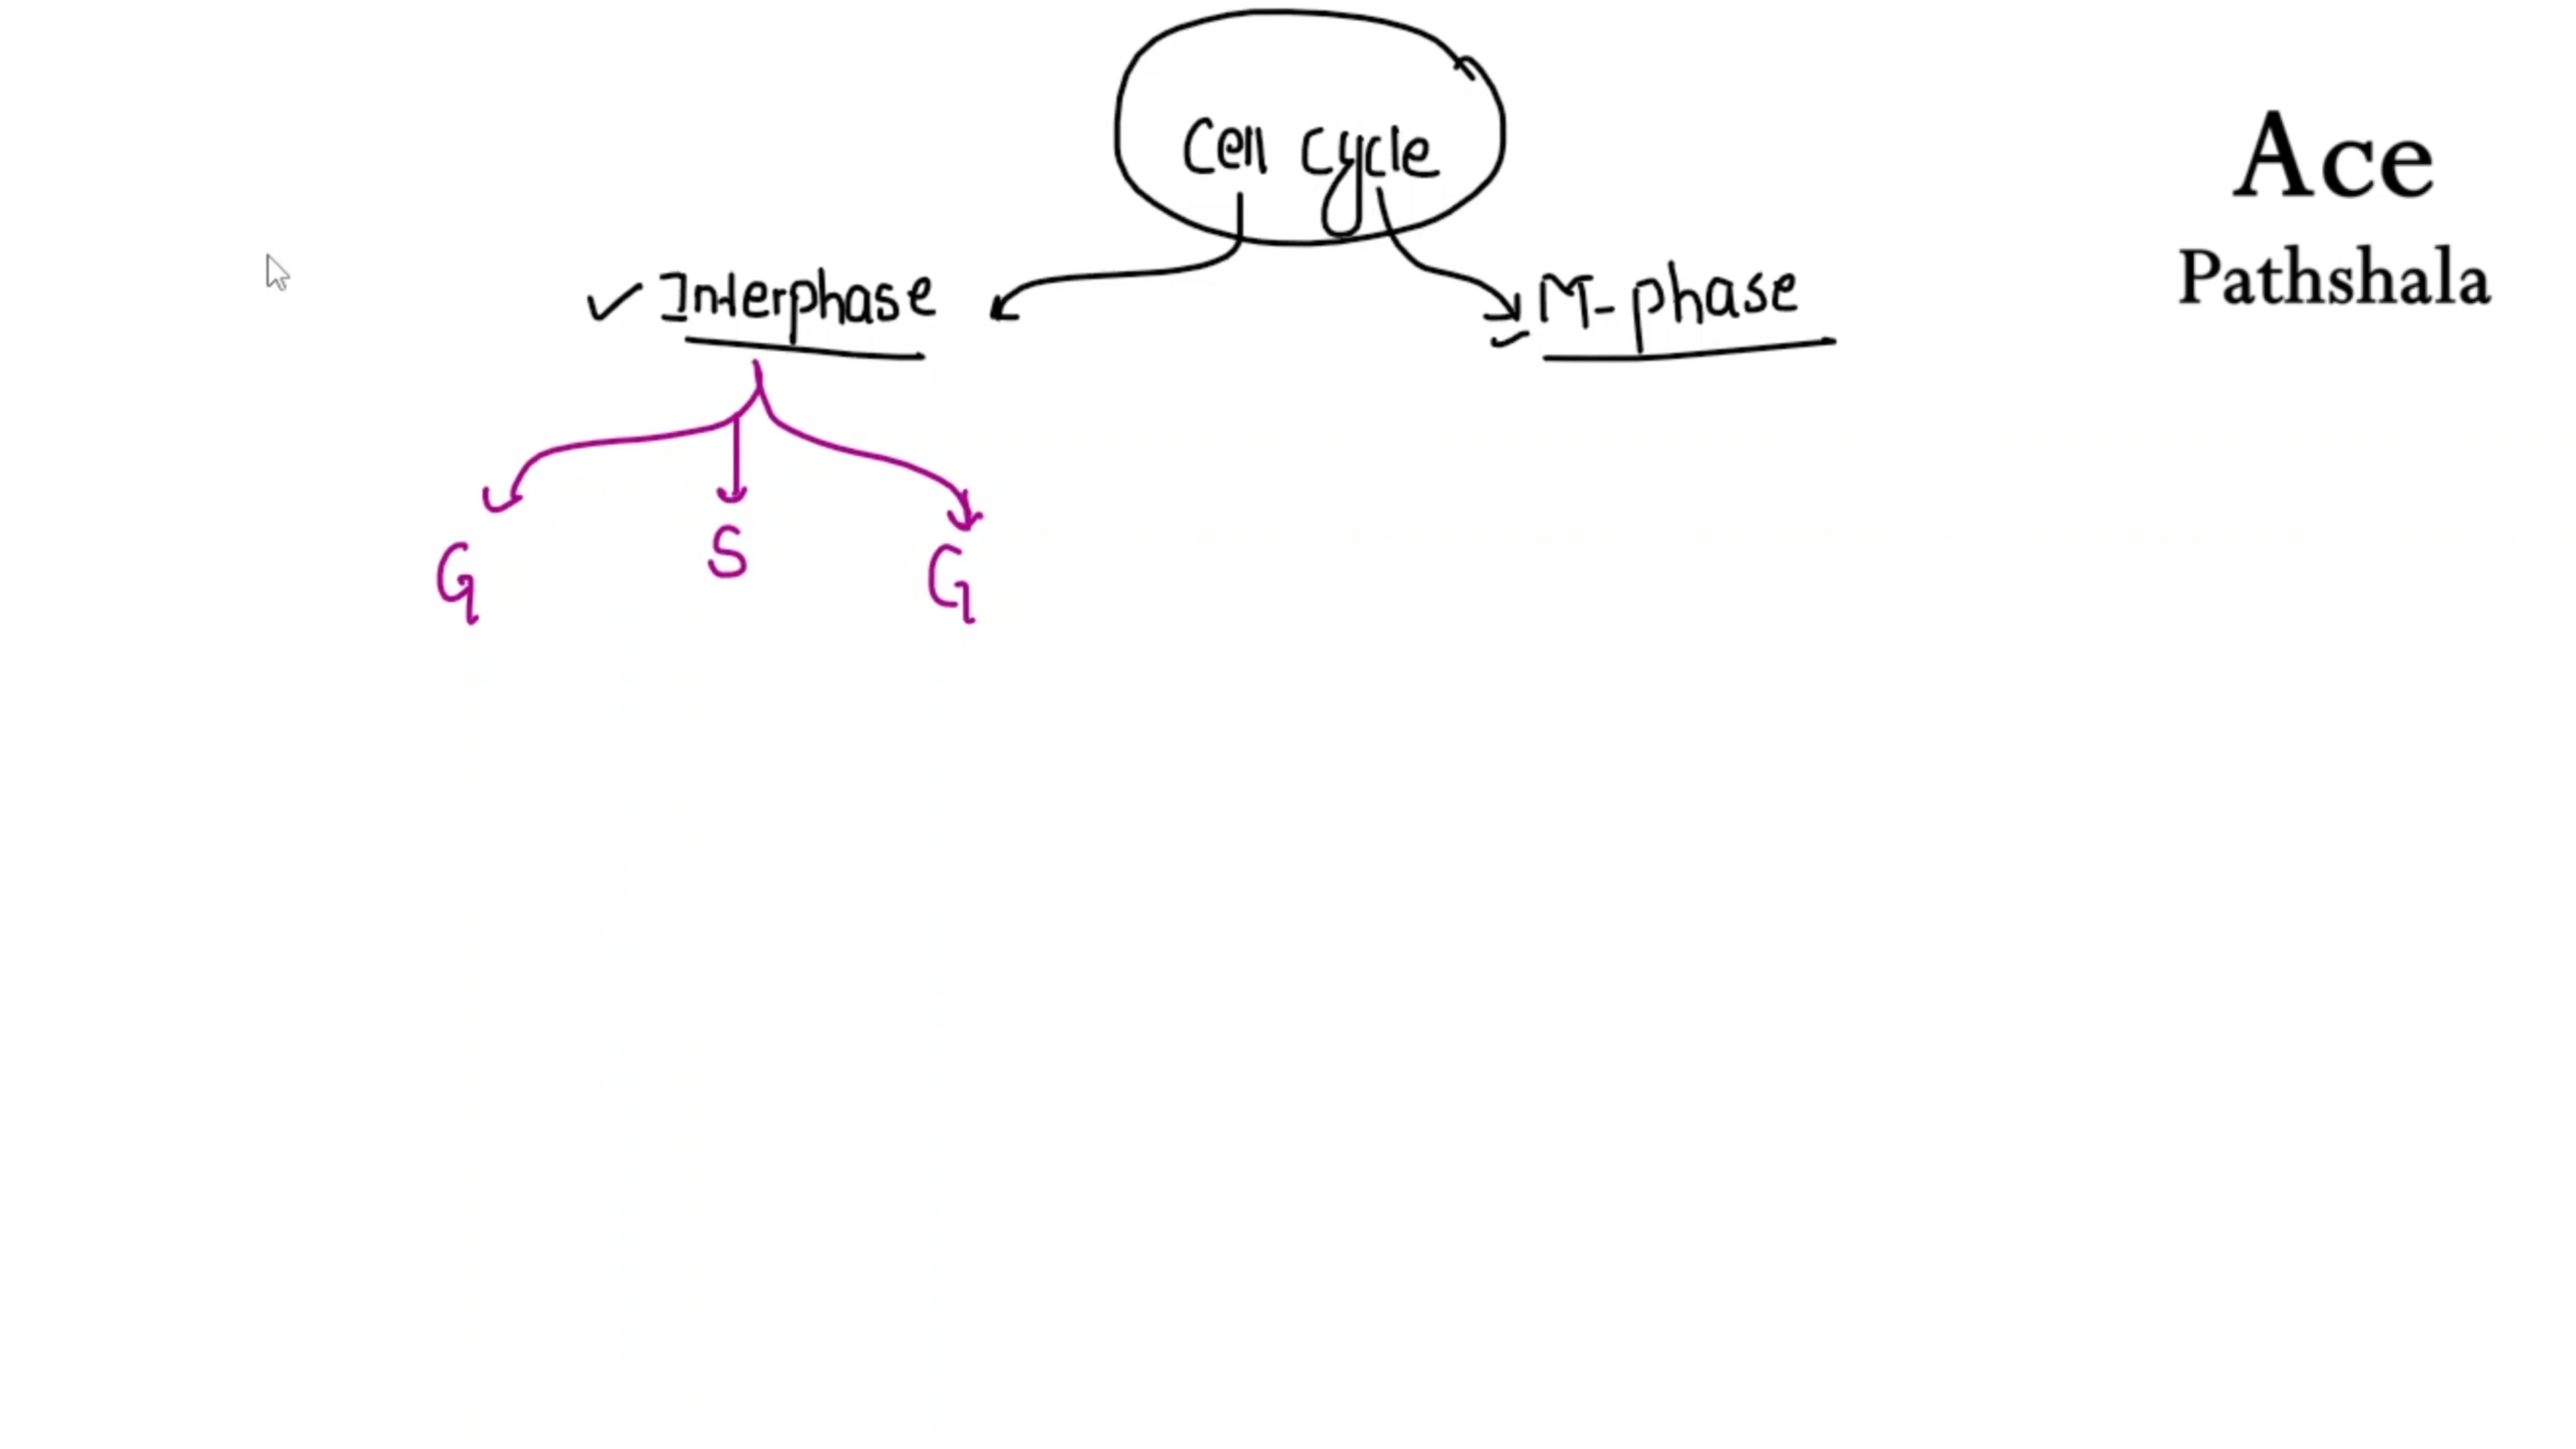 Cell Cycle
Ace
Pathshala
Interphase
M-phase
G
S
G